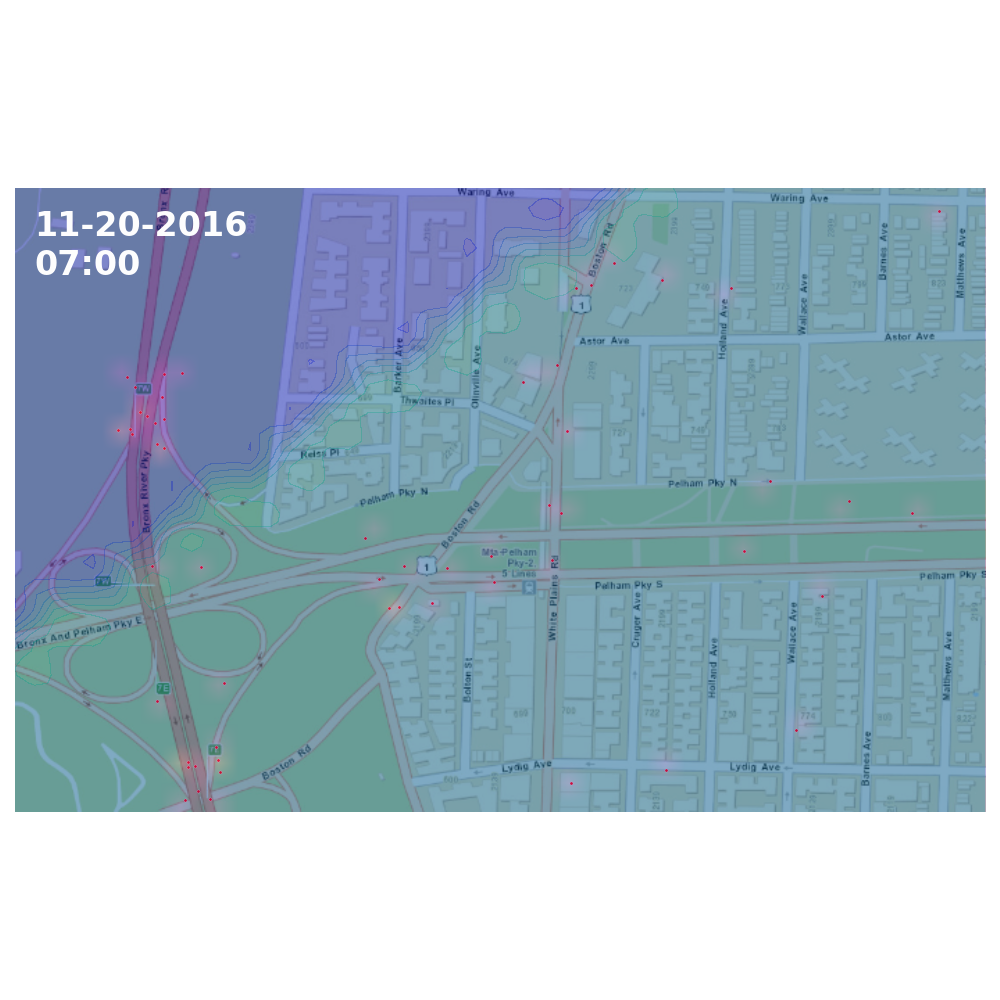 Waring Ave
Waring Ave
11-20-2016
07:00
Boston Rd
Barnes Ave
Matthews Ave
Wallace Ave
Holland Ave
1
Astor Ave
Astor Ave
Barker Ave
Olinville Ave
7W
Thwaites Pl
Reiss Pl
Bronx River Pky
Pelham Pky N
Pelham Pky N
Boston Rd
Mta-Pelham
Pky-2,
5 Lines
1
7W
White Plains Rd
Pelham Pky S
Pelham Pky S
Bronx And Pelham Pky E
Cruger Ave
Holland Ave
Wallace Ave
Matthews Ave
Bolton St
7E
Barnes Ave
Boston Rd
Lydig Ave
Lydig Ave